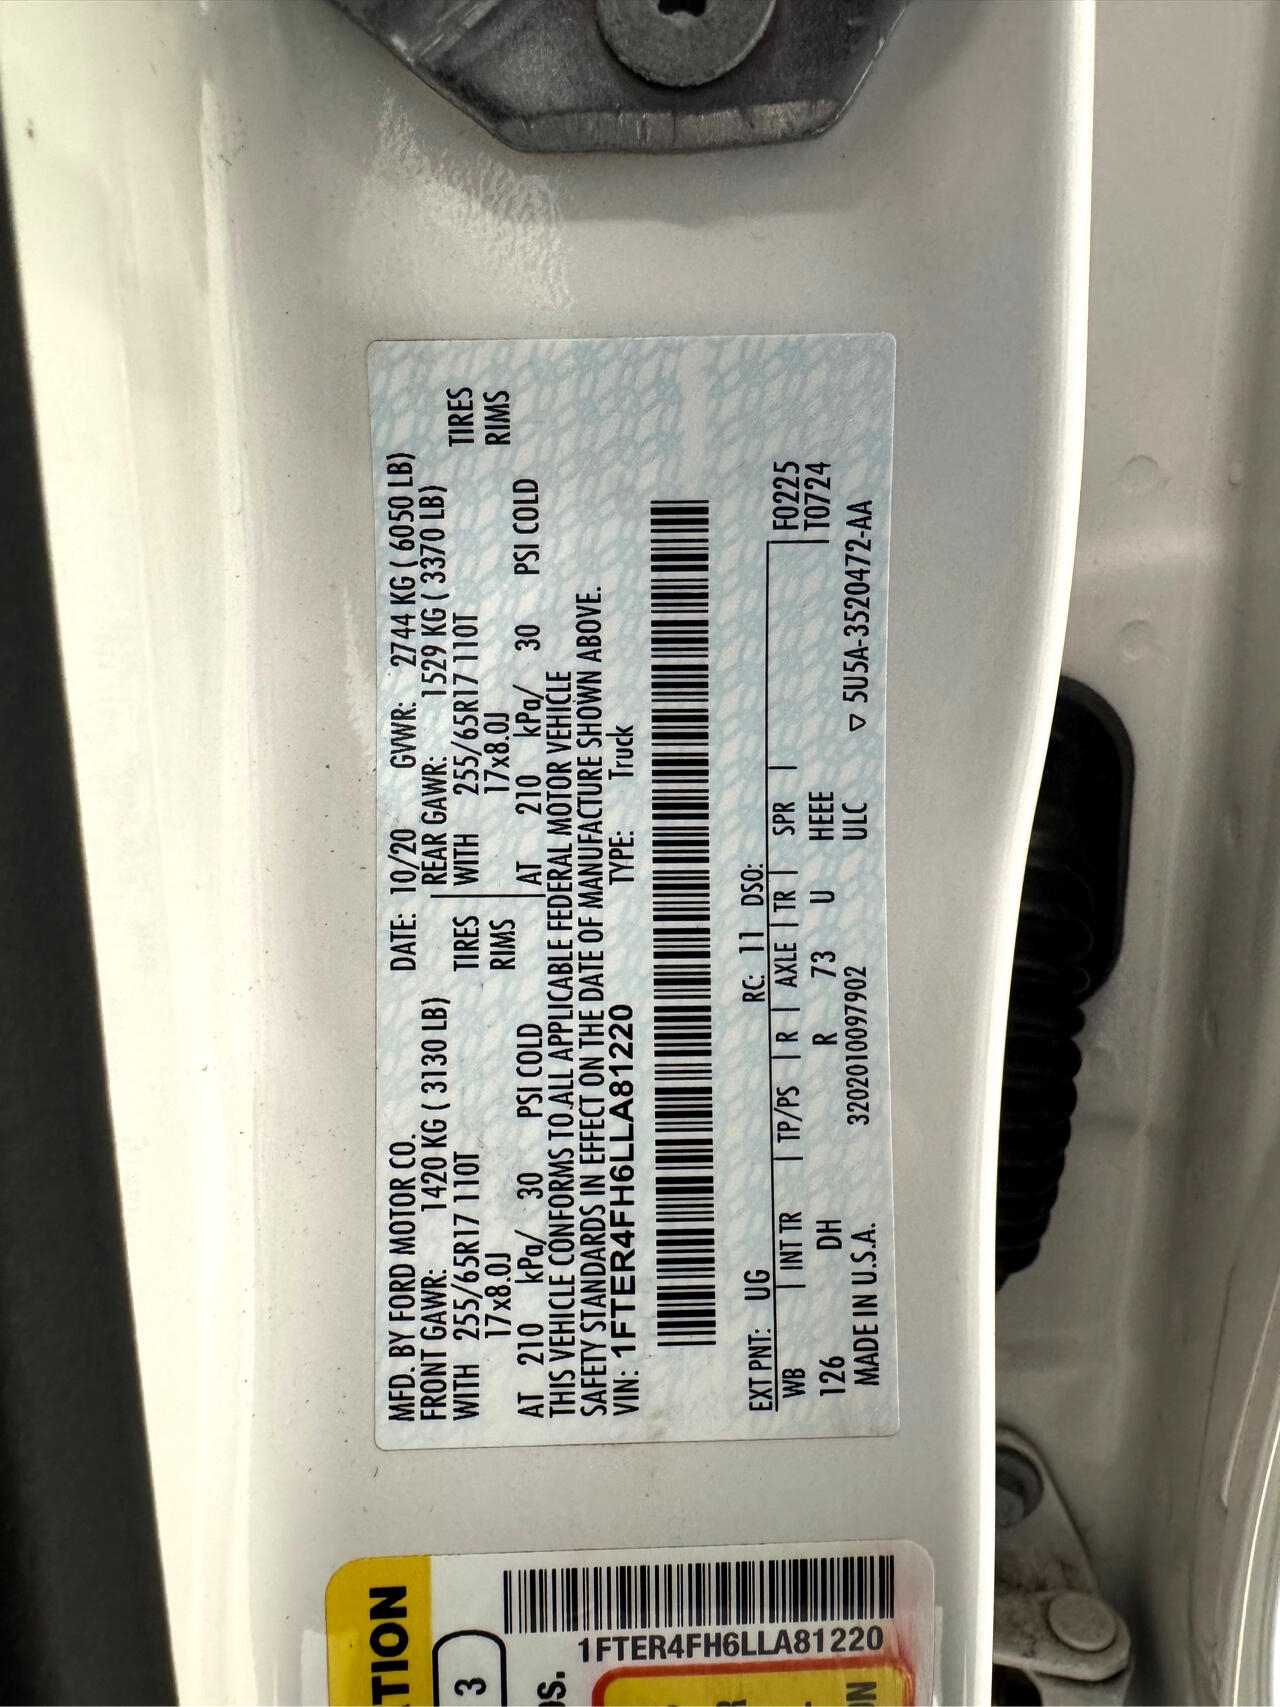 MFD. BY FORD MOTOR CO. DATE: 10/20 GVWR: 2744 KG ( 6050 LB)
FRONT GAWR: 1420 KG ( 3130 LB) REAR GAWR: 1529 KG ( 3370 LB)
WITH 255/65R17 110T TIRES WITH 255/65R17 110T TIRES
17x8.0J RIMS 17x8.0J RIMS
AT 210 kPa/ 30 PSI COLD AT 210 kPa/ 30 PSI COLD
THIS VEHICLE CONFORMS TO ALL APPLICABLE FEDERAL MOTOR VEHICLE
SAFETY STANDARDS IN EFFECT ON THE DATE OF MANUFACTURE SHOWN ABOVE.
VIN: 1FTER4FH6LLA81220 TYPE: Truck
EXT PNT: UG RC: 11 DSO:
WB | INT TR | TP/PS | R | AXLE | TR | SPR | F0225
126 DH R 73 U HEEE T0724
MADE IN U.S.A. 3202010097902 ULC ▽ 5U5A-3520472-AA
TION
3
OS.
1FTER4FH6LLA81220